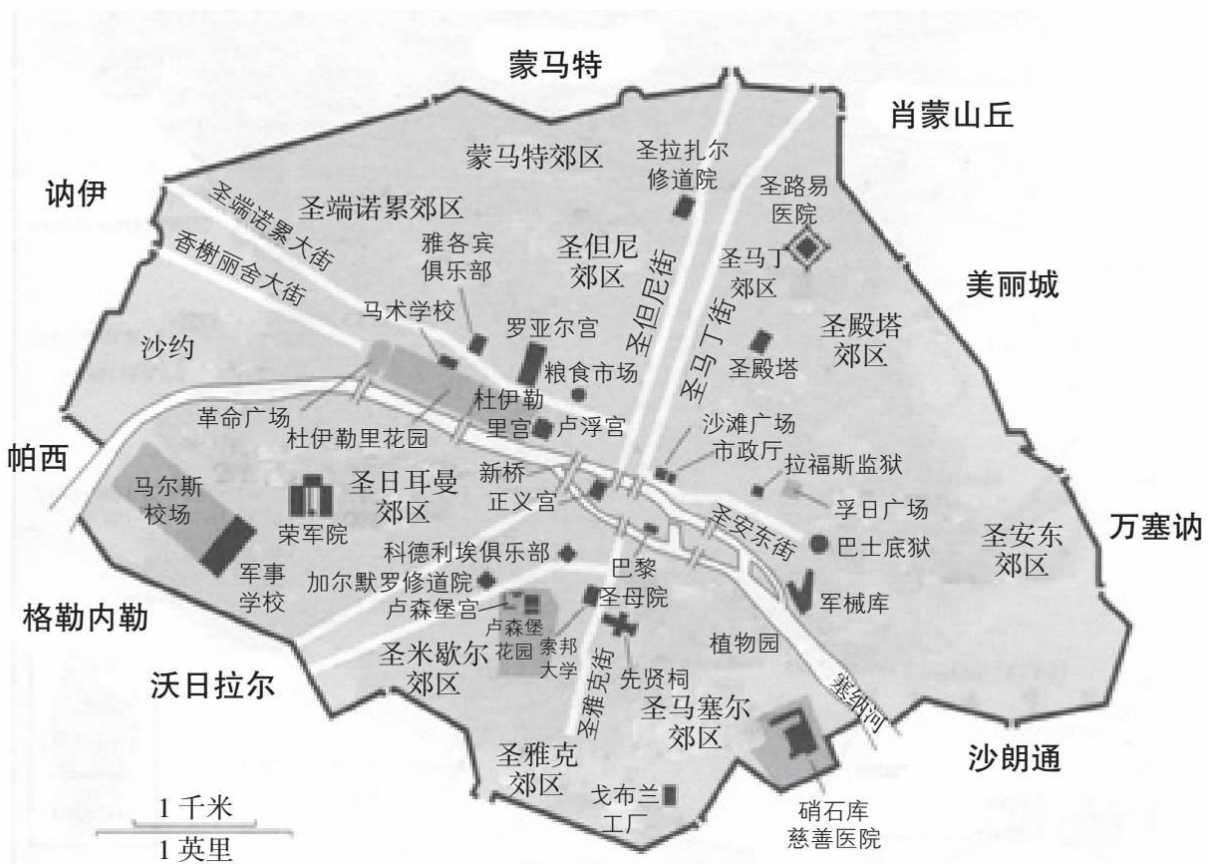 蒙马特
肖蒙山丘
讷伊
美丽城
万塞讷
帕西
格勒内勒
沃日拉尔
沙朗通
蒙马特郊区
圣拉扎尔
修道院
圣路易
医院
圣端诺累郊区
圣端诺累大街
香榭丽舍大街
雅各宾
俱乐部
圣但尼
郊区
圣但尼街
圣马丁
郊区
圣马丁街
圣殿塔
郊区
圣殿塔
马术学校
罗亚尔宫
粮食市场
沙约
革命广场
杜伊勒里花园
杜伊勒
里宫
卢浮宫
沙滩广场
市政厅
拉福斯监狱
孚日广场
新桥
正义宫
圣日耳曼
郊区
马尔斯
校场
荣军院
军事
学校
圣安东街
巴士底狱
圣安东
郊区
科德利埃俱乐部
加尔默罗修道院
巴黎
圣母院
军械库
卢森堡宫
卢森堡
花园
索邦
大学
植物园
圣米歇尔
郊区
圣雅克街
先贤祠
圣马塞尔
郊区
塞纳河
圣雅克
郊区
戈布兰
工厂
硝石库
慈善医院
1 千米
1 英里